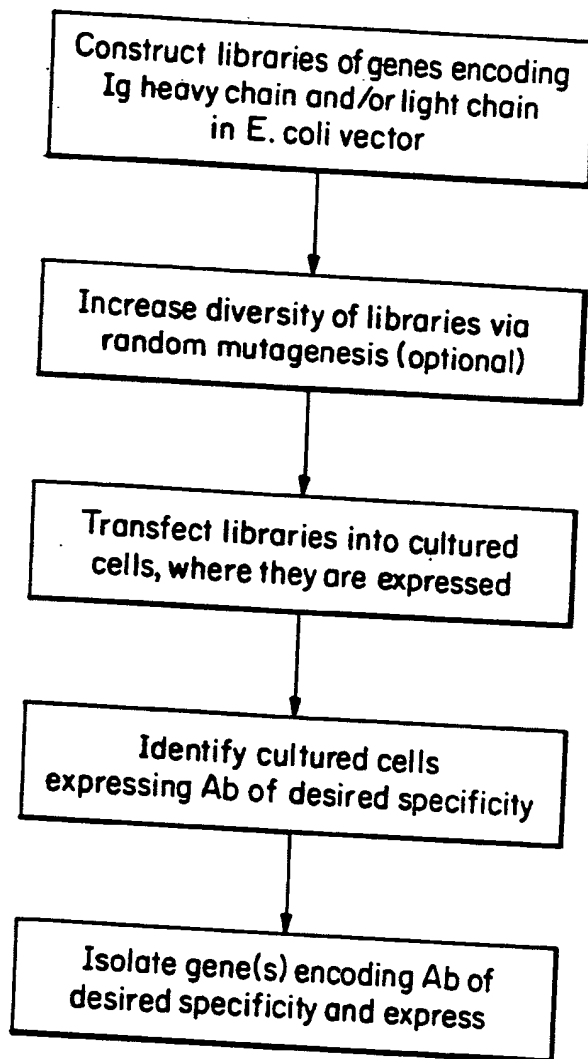 Construct libraries of genes encoding
Ig heavy chain and/or light chain
in E. coli vector
Increase diversity of libraries via
random mutagenesis (optional)
Transfect libraries into cultured
cells, where they are expressed
Identify cultured cells
expressing Ab of desired specificity
Isolate gene(s) encoding Ab of
desired specificity and express